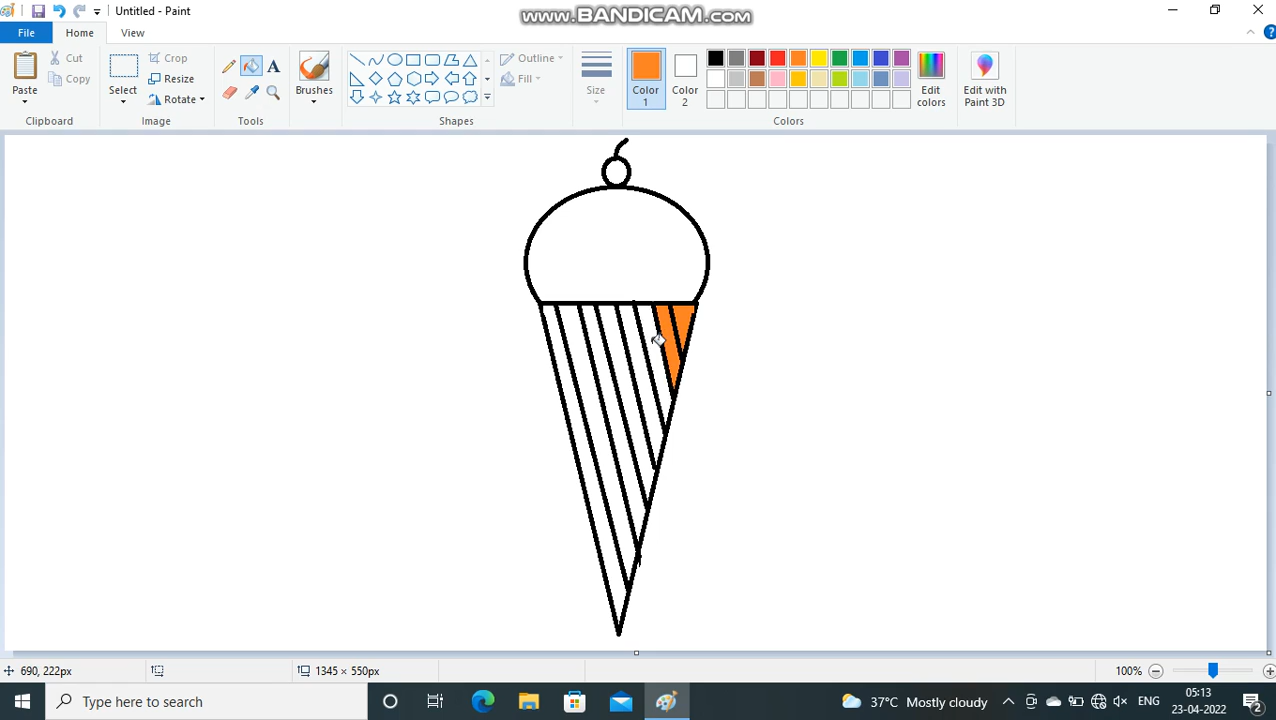 Untitled - Paint
www.BANDICAM.com
File
Home
View
Paste
Cut
Copy
Clipboard
Select
Crop
Resize
Rotate
Image
A
Tools
Brushes
Outline
Fill
Shapes
Size
Color
1
Color
2
Edit
colors
Colors
Edit with
Paint 3D
690, 222px
1345 × 550px
100%
Type here to search
37°C Mostly cloudy
ENG
05:13
23-04-2022
2